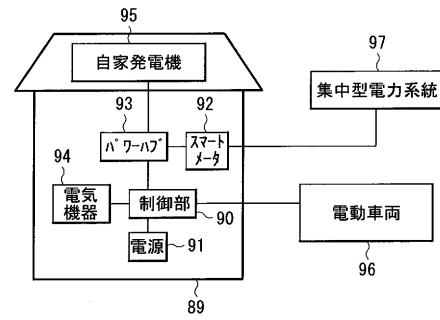 95
自家発電機
97
集中型電力系統
93
92
パワーハブ
スマート
メータ
94
電気
機器
制御部
90
電動車両
96
電源
91
89